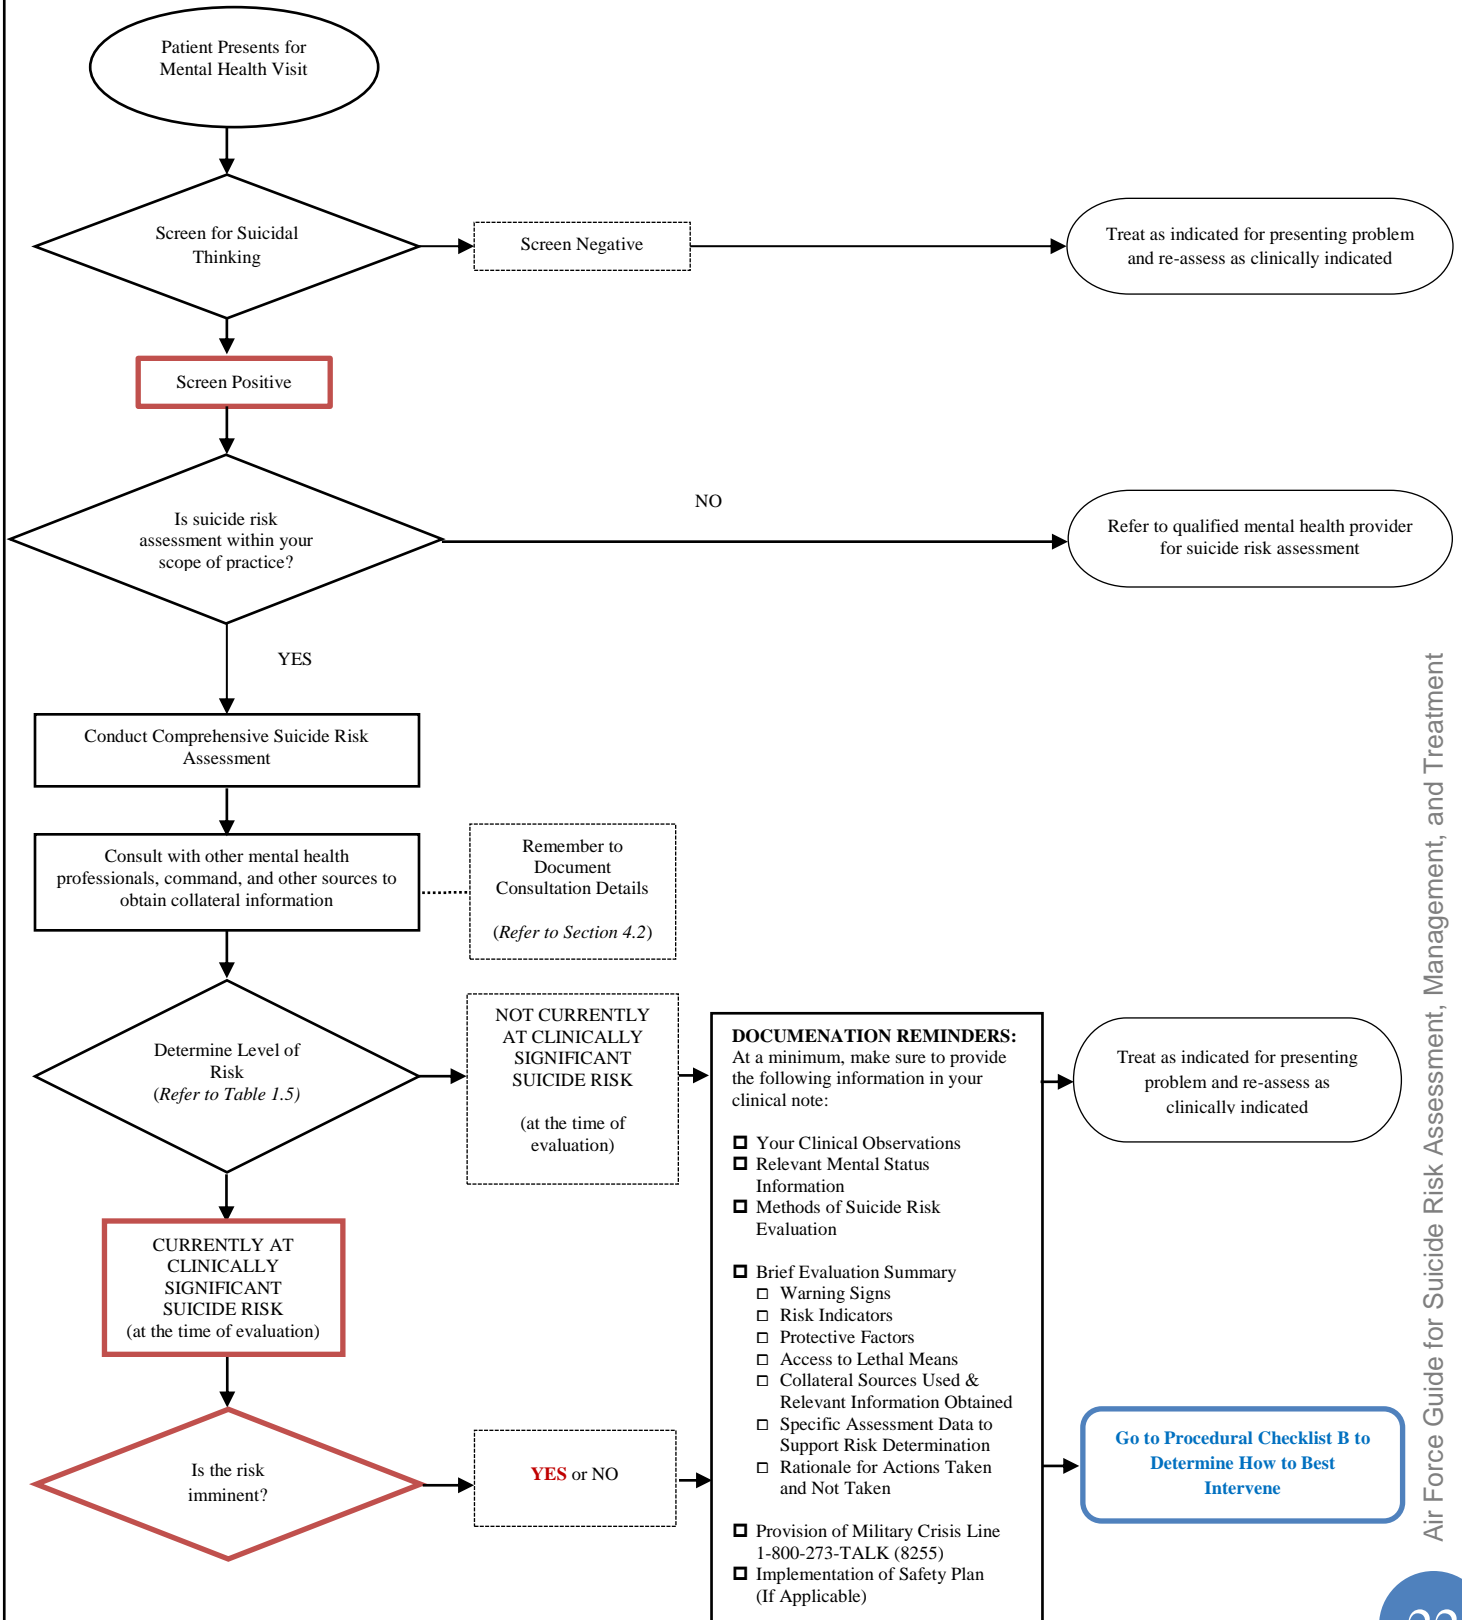 Patient Presents for
Mental Health Visit
Screen for Suicidal
Thinking
Screen Negative
Treat as indicated for presenting problem
and re-assess as clinically indicated
Screen Positive
Is suicide risk
assessment within your
scope of practice?
NO
Refer to qualified mental health provider
for suicide risk assessment
YES
Conduct Comprehensive Suicide Risk
Assessment
Consult with other mental health
professionals, command, and other sources to
obtain collateral information
Remember to
Document
Consultation Details
(Refer to Section 4.2)
Determine Level of
Risk
(Refer to Table 1.5)
NOT CURRENTLY
AT CLINICALLY
SIGNIFICANT
SUICIDE RISK
(at the time of
evaluation)
DOCUMENATION REMINDERS:
At a minimum, make sure to provide
the following information in your
clinical note:
Your Clinical Observations
Relevant Mental Status
Information
Methods of Suicide Risk
Evaluation
Brief Evaluation Summary
Warning Signs
Risk Indicators
Protective Factors
Access to Lethal Means
Collateral Sources Used &
Relevant Information Obtained
Specific Assessment Data to
Support Risk Determination
Rationale for Actions Taken
and Not Taken
Provision of Military Crisis Line
1-800-273-TALK (8255)
Implementation of Safety Plan
(If Applicable)
Treat as indicated for presenting
problem and re-assess as
clinically indicated
CURRENTLY AT
CLINICALLY
SIGNIFICANT
SUICIDE RISK
(at the time of evaluation)
Is the risk
imminent?
YES or NO
Go to Procedural Checklist B to
Determine How to Best
Intervene
Air Force Guide for Suicide Risk Assessment, Management, and Treatment